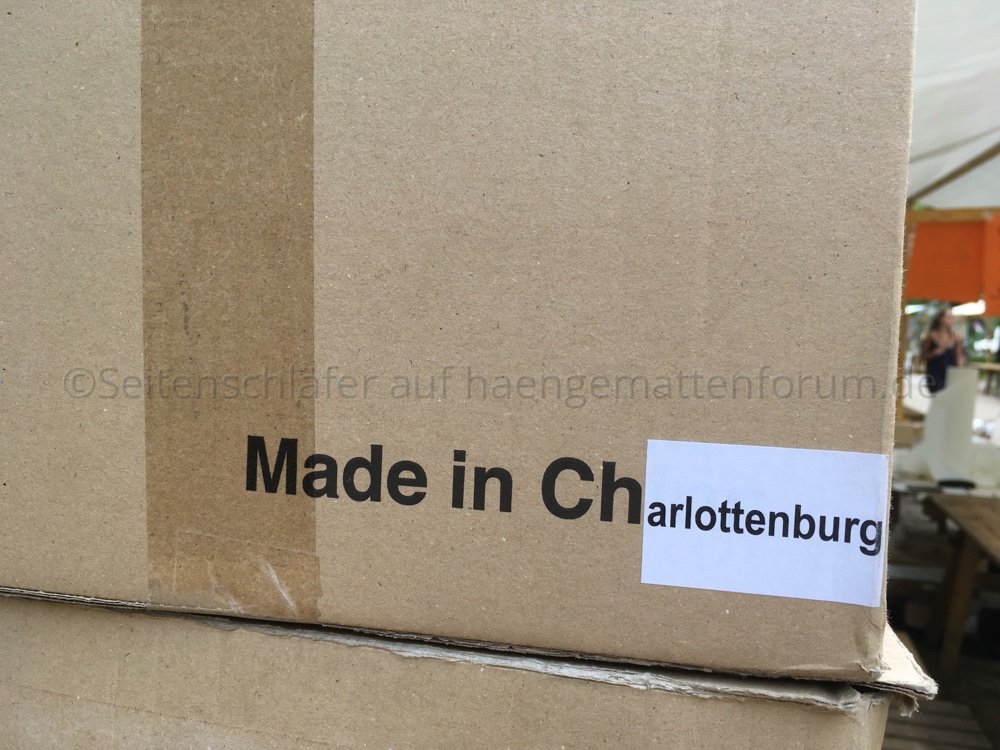 ©Seitenschläfer auf haengemattenforum.de
Made in Charlottenburg